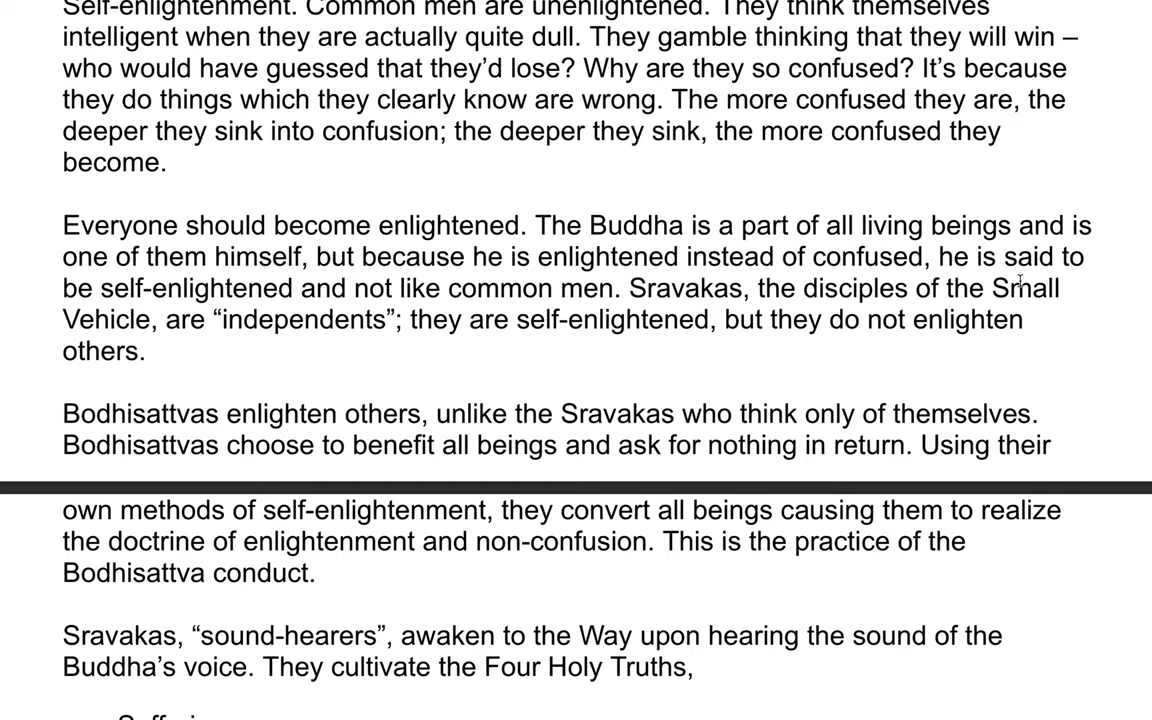 Self-enlightenment. Common men are unenlightened. They think themselves
intelligent when they are actually quite dull. They gamble thinking that they will win –
who would have guessed that they’d lose? Why are they so confused? It’s because
they do things which they clearly know are wrong. The more confused they are, the
deeper they sink into confusion; the deeper they sink, the more confused they
become.
Everyone should become enlightened. The Buddha is a part of all living beings and is
one of them himself, but because he is enlightened instead of confused, he is said to
be self-enlightened and not like common men. Sravakas, the disciples of the Small
Vehicle, are “independents”; they are self-enlightened, but they do not enlighten
others.
Bodhisattvas enlighten others, unlike the Sravakas who think only of themselves.
Bodhisattvas choose to benefit all beings and ask for nothing in return. Using their
own methods of self-enlightenment, they convert all beings causing them to realize
the doctrine of enlightenment and non-confusion. This is the practice of the
Bodhisattva conduct.
Sravakas, “sound-hearers”, awaken to the Way upon hearing the sound of the
Buddha’s voice. They cultivate the Four Holy Truths,